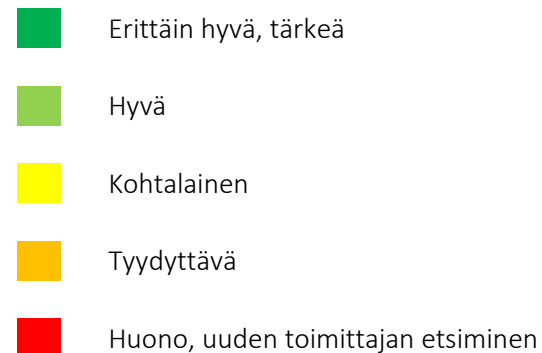 Erittäin hyvä, tärkeä
Hyvä
Kohtalainen
Tyydyttävä
Huono, uuden toimittajan etsiminen